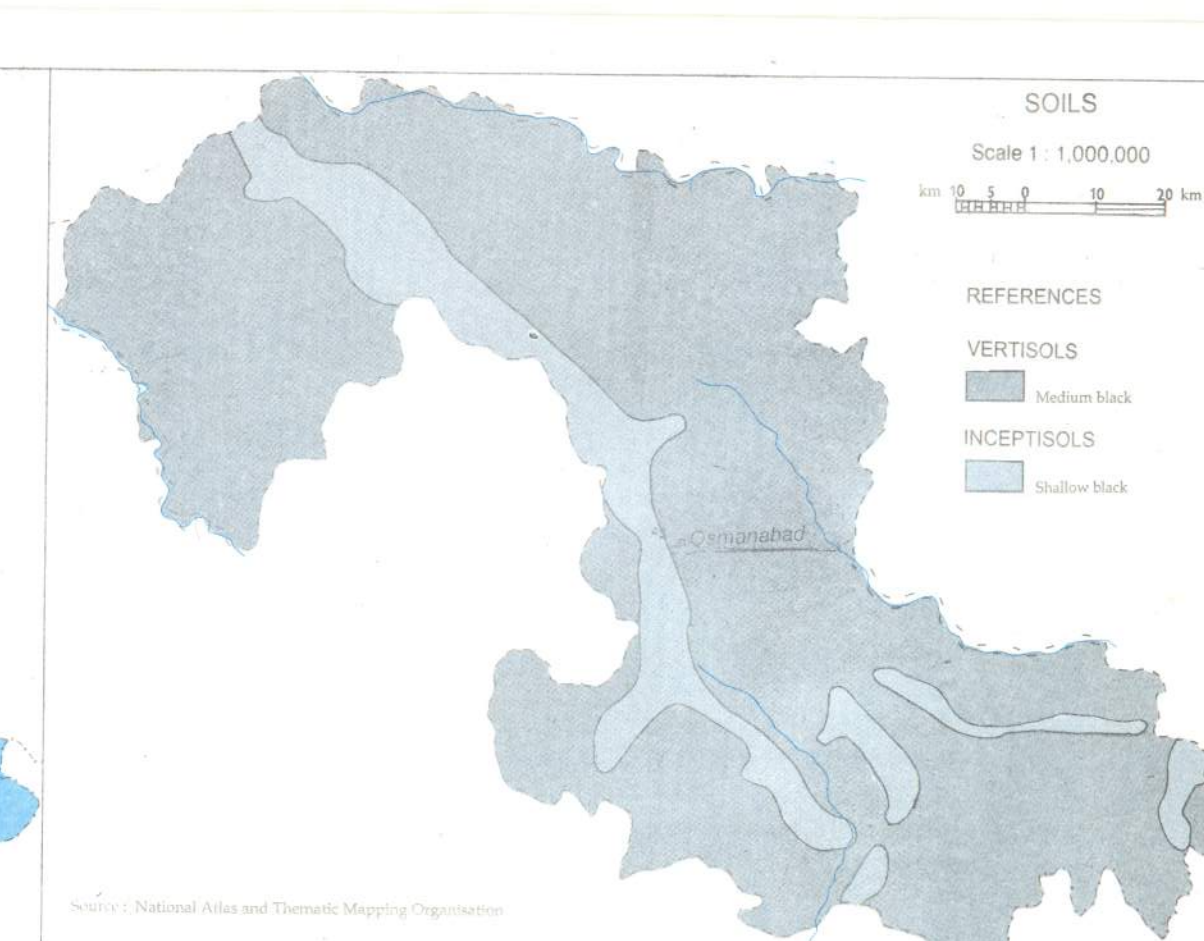 SOILS
Scale 1 : 1,000,000
km 10 5 0 10 20 km
REFERENCES
VERTISOLS
Medium black
INCEPTISOLS
Shallow black
Osmanabad
Source : National Atlas and Thematic Mapping Organisation